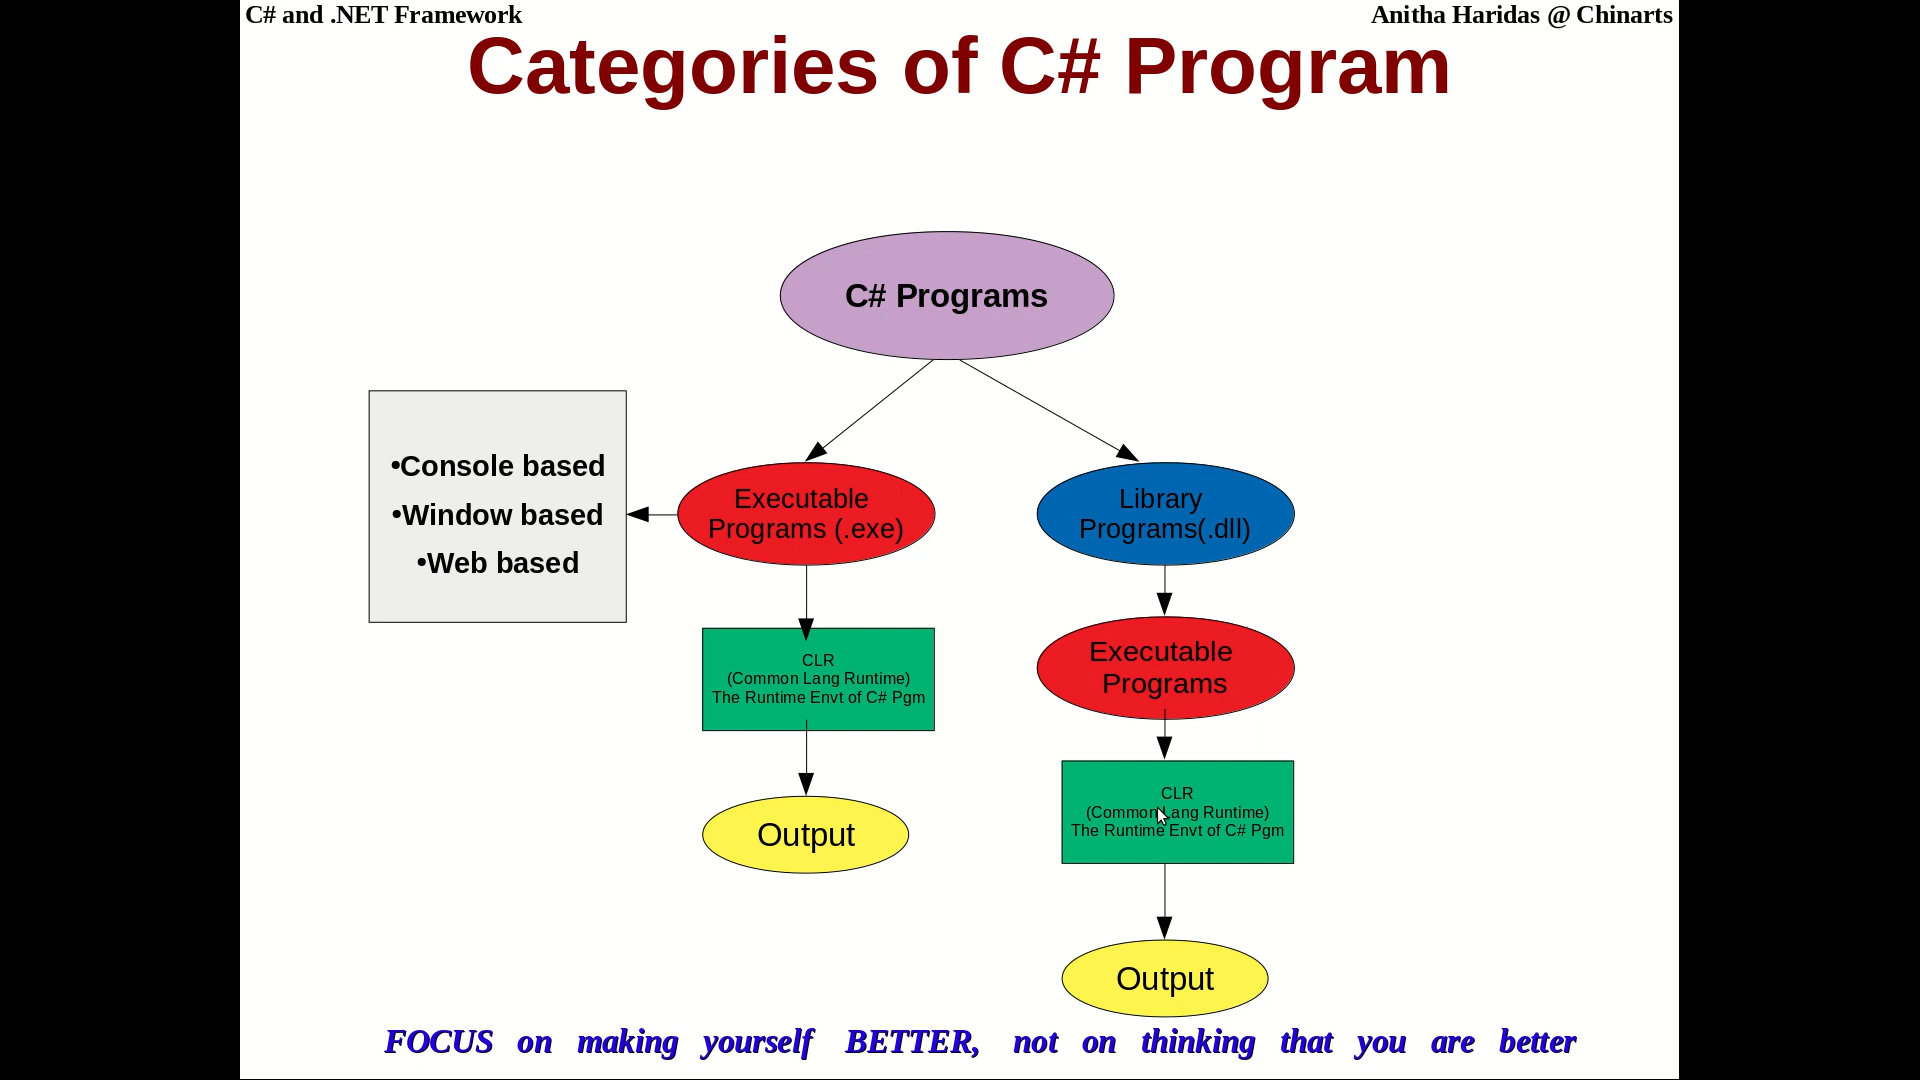 C# and .NET Framework
Anitha Haridas @ Chinarts
Categories of C# Program
C# Programs
•Console based
•Window based
•Web based
Executable
Programs (.exe)
Library
Programs(.dll)
CLR
(Common Lang Runtime)
The Runtime Envt of C# Pgm
Executable
Programs
Output
CLR
(Common Lang Runtime)
The Runtime Envt of C# Pgm
Output
FOCUS on making yourself BETTER, not on thinking that you are better